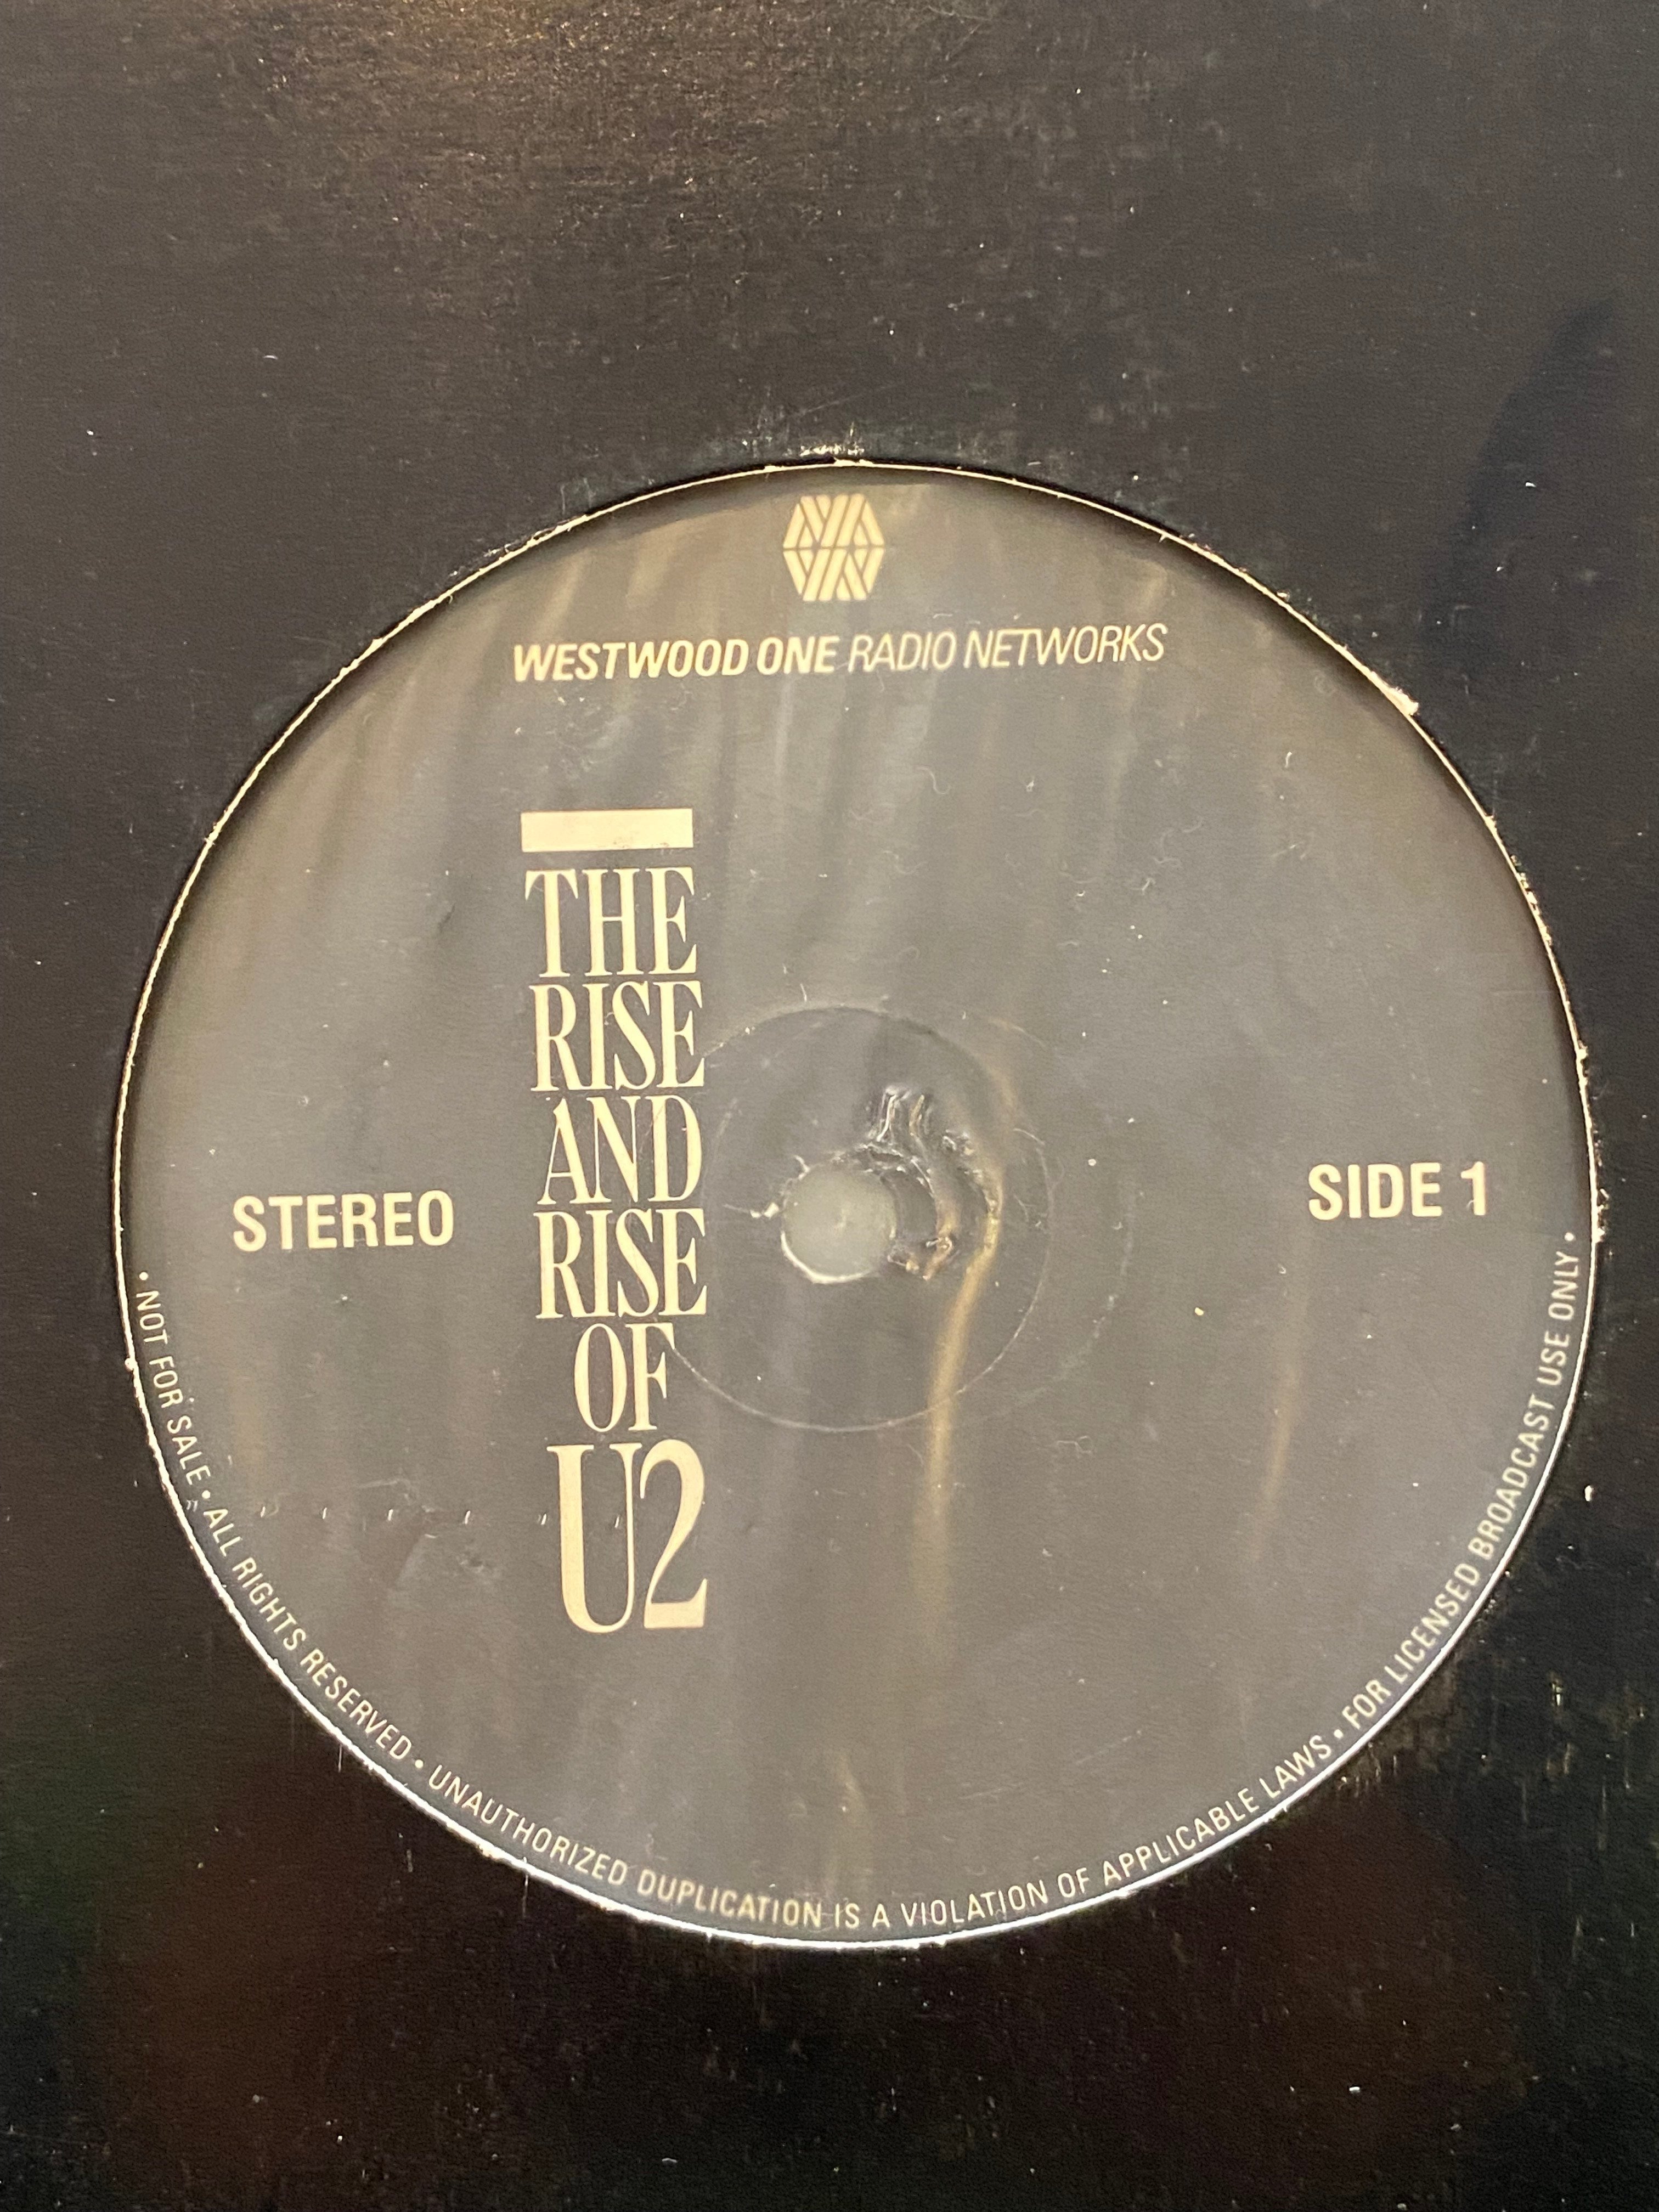 WESTWOOD ONE RADIO NETWORKS
THE
RISE
AND
RISE
OF
U2
STEREO
SIDE 1
• NOT FOR SALE • ALL RIGHTS RESERVED • UNAUTHORIZED DUPLICATION IS A VIOLATION OF APPLICABLE LAWS • FOR LICENSED BROADCAST USE ONLY •